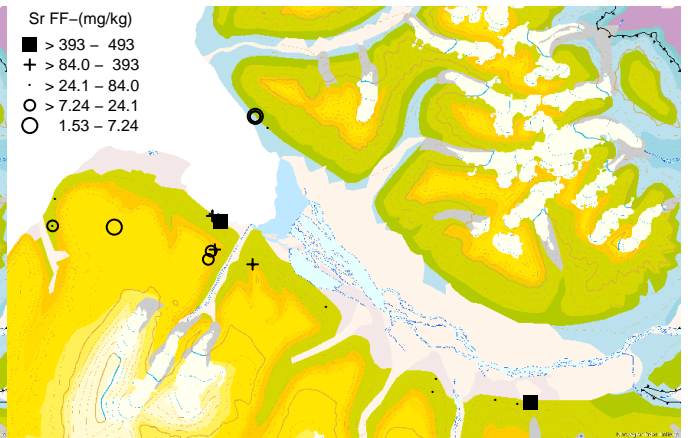 Sr FF−(mg/kg)
> 393 − 493
> 84.0 − 393
> 24.1 − 84.0
> 7.24 − 24.1
1.53 − 7.24